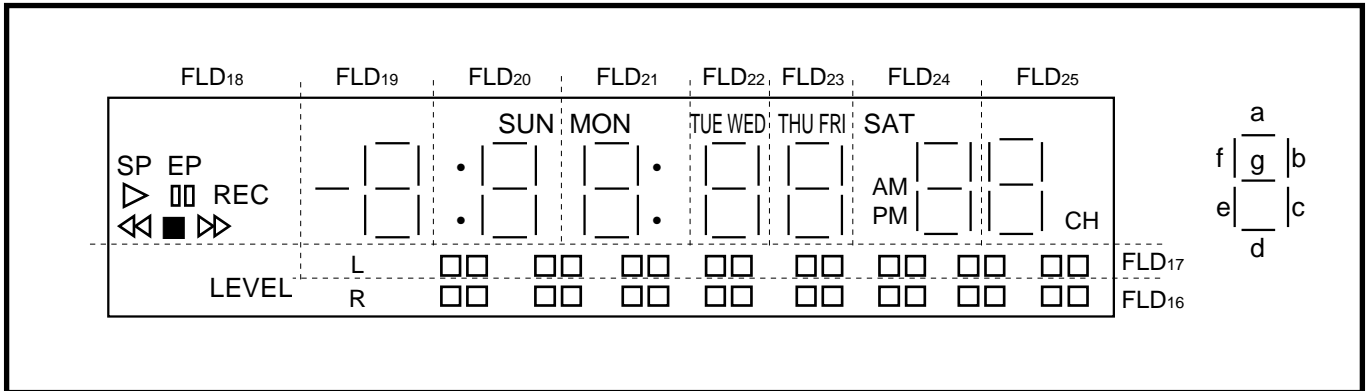 FLD18 FLD19 FLD20 FLD21 FLD22 FLD23 FLD24 FLD25
SUN MON TUE WED THU FRI SAT
a
SP EP
f g b
REC
AM
PM
CH
e c
d
L
FLD17
LEVEL
R
FLD16